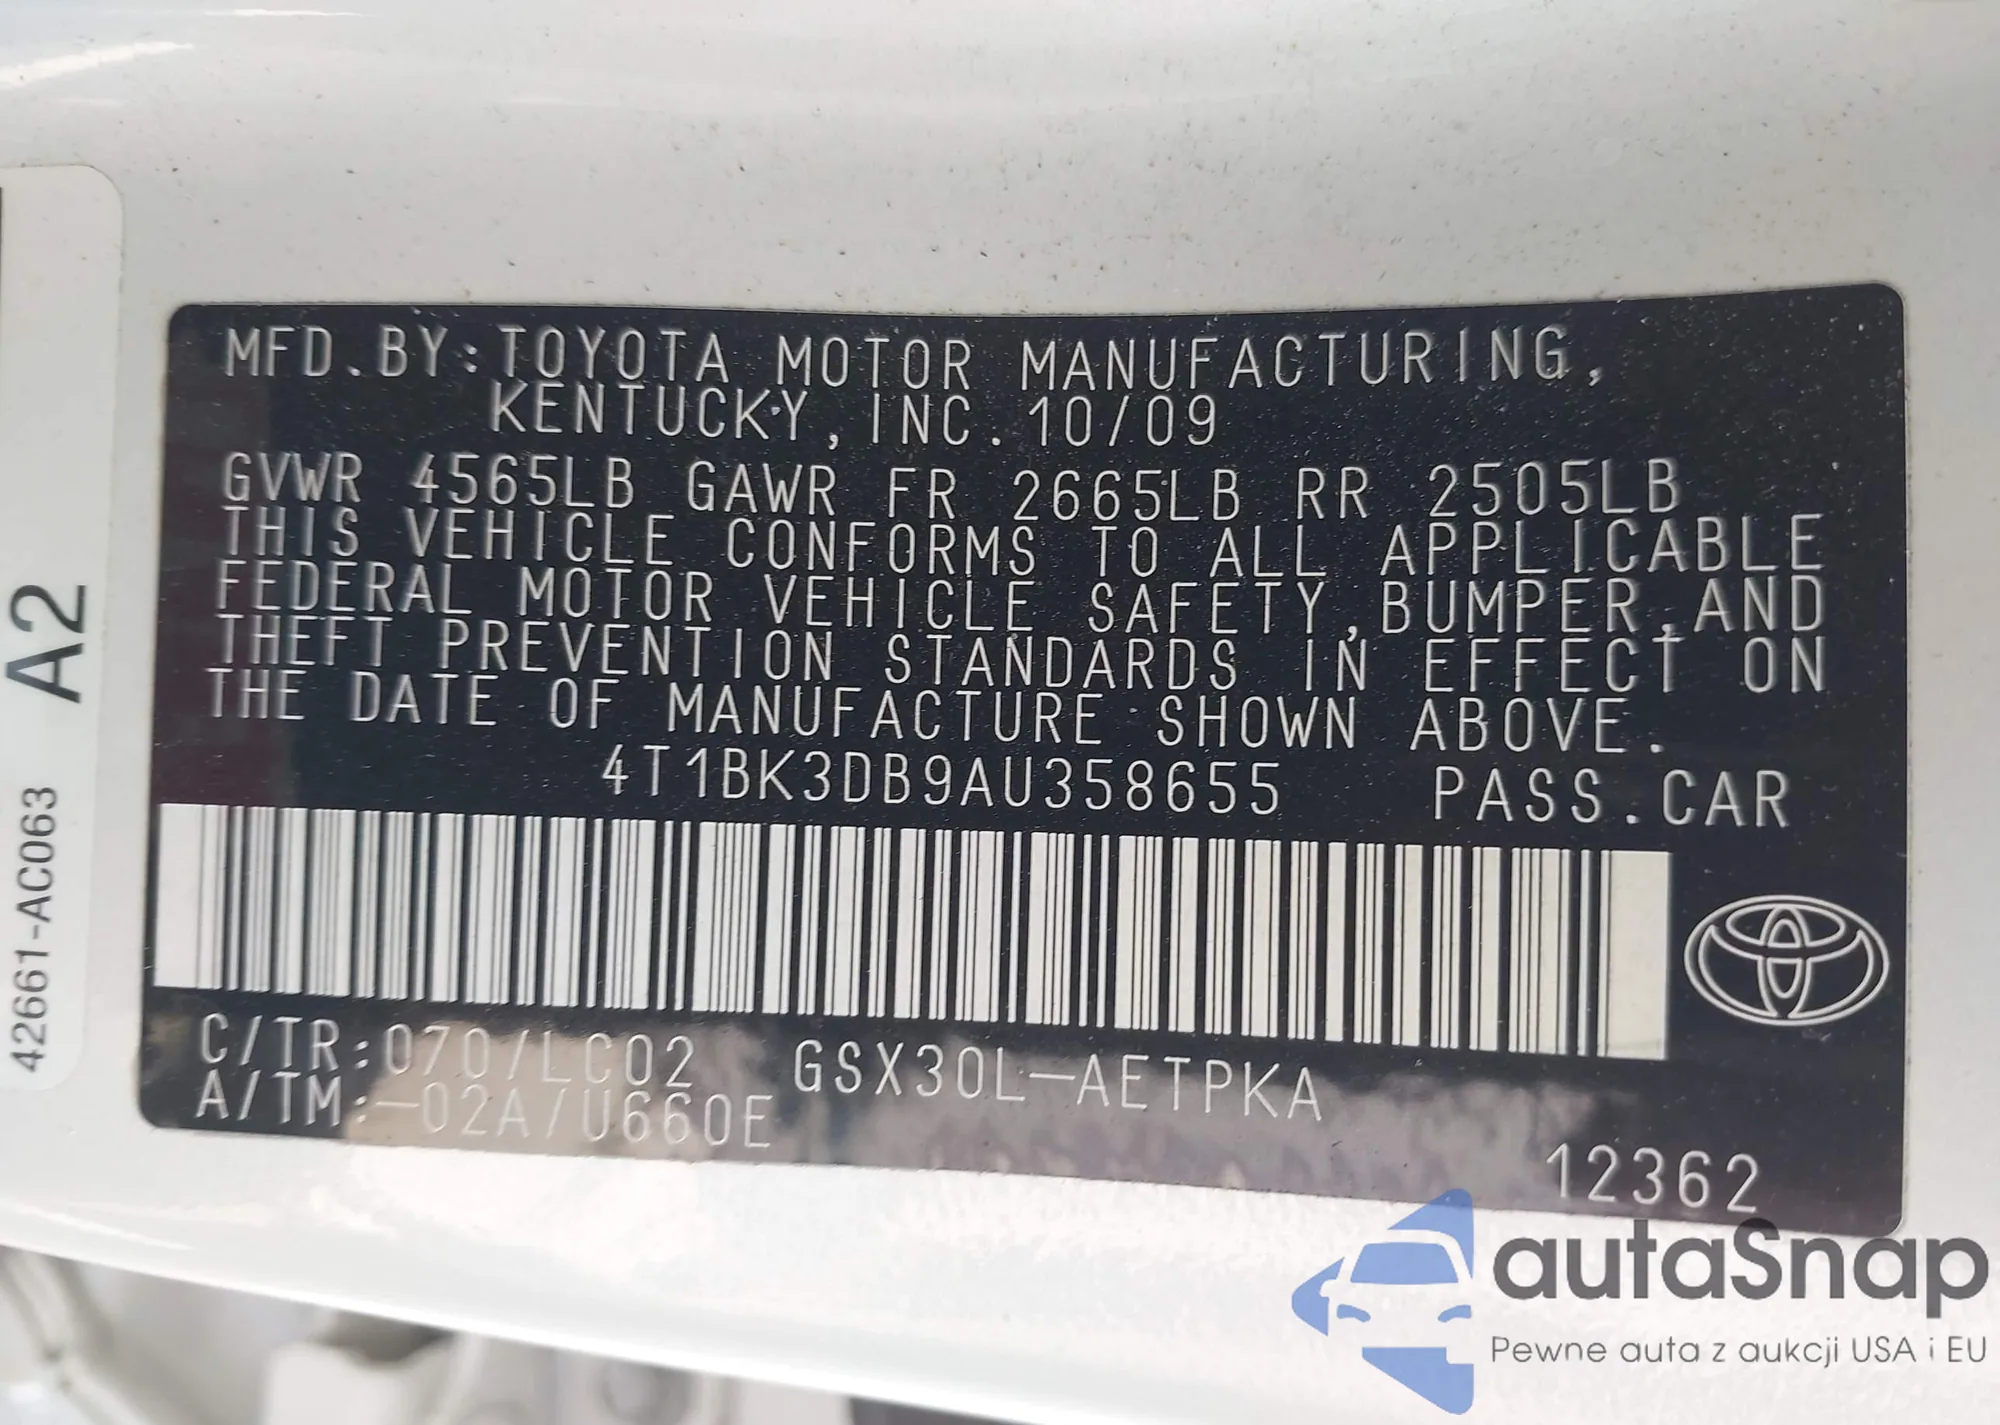 MFD.BY:TOYOTA MOTOR MANUFACTURING,
KENTUCKY, INC. 10/09
GVWR 4565LB GAWR FR 2665LB RR 2505LB
THIS VEHICLE CONFORMS TO ALL APPLICABLE
FEDERAL MOTOR VEHICLE SAFETY,BUMPER,AND
THEFT PREVENTION STANDARDS IN EFFECT ON
THE DATE OF MANUFACTURE SHOWN ABOVE.
4T1BK3DB9AU358655 PASS.CAR
C/TR:070/LC02 GSX30L-AETPKA
A/TM:-02A/U660E
12362
A2
42661-AC063
autaSnap
Pewne auta z aukcji USA i EU